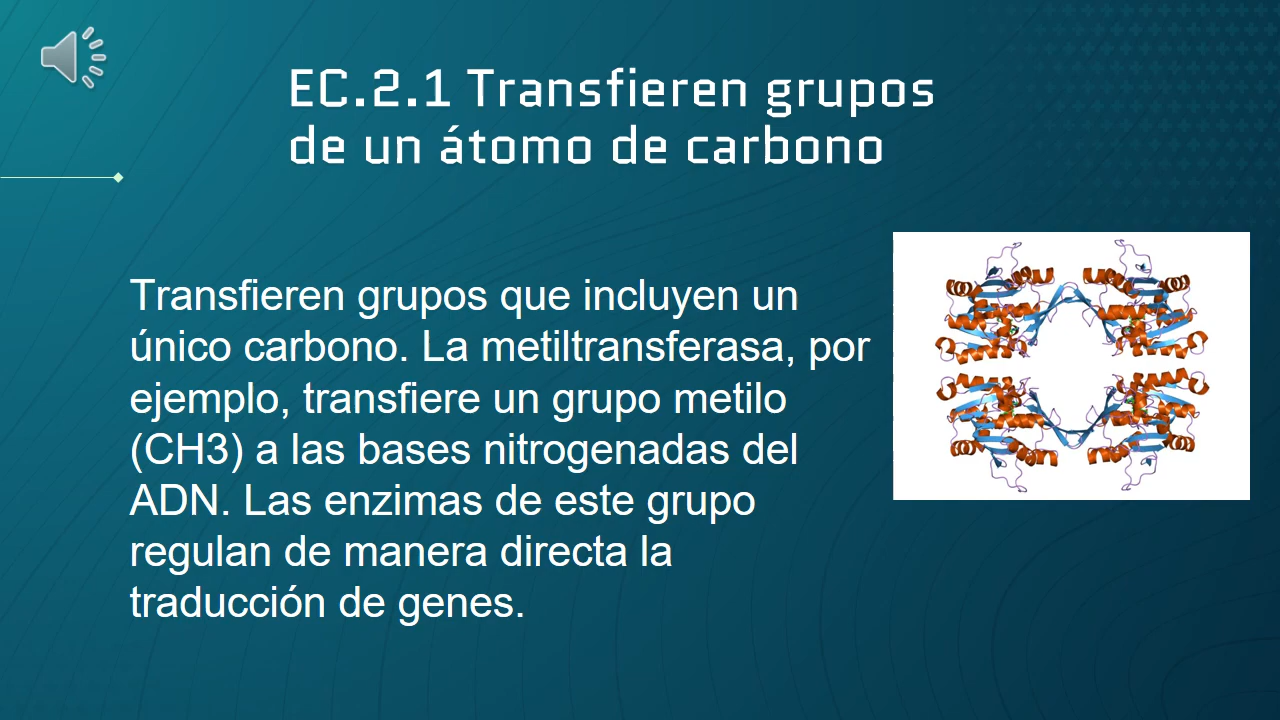 EC.2.1 Transfieren grupos
de un átomo de carbono
Transfieren grupos que incluyen un
único carbono. La metiltransferasa, por
ejemplo, transfiere un grupo metilo
(CH3) a las bases nitrogenadas del
ADN. Las enzimas de este grupo
regulan de manera directa la
traducción de genes.